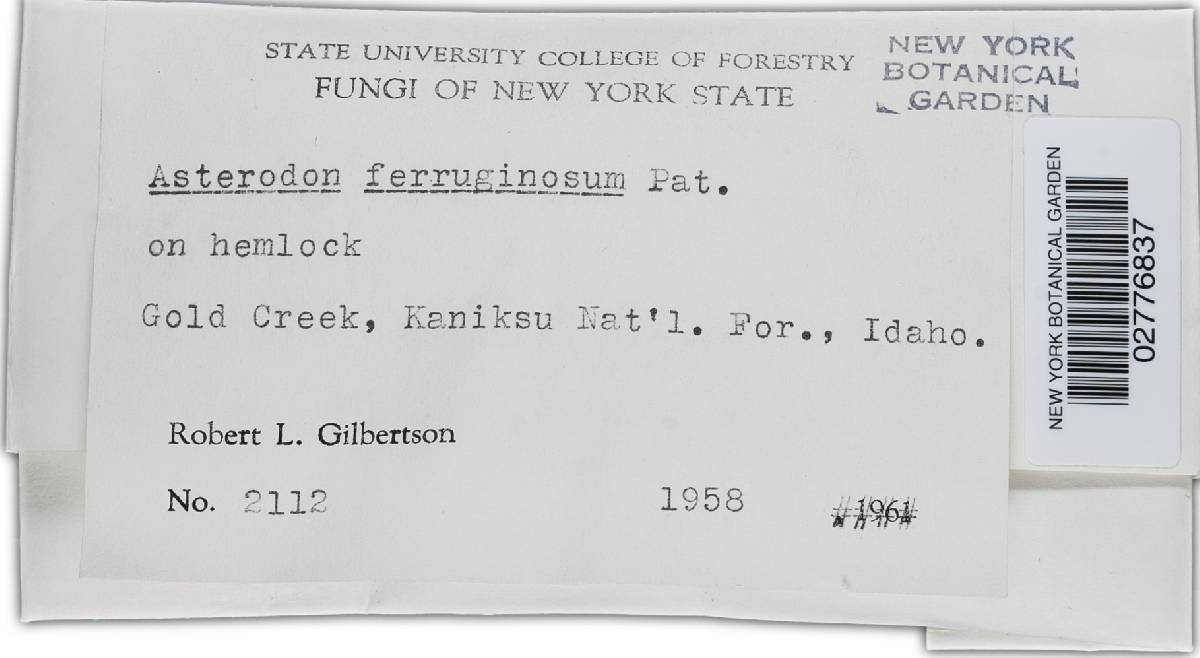 STATE UNIVERSITY COLLEGE OF FORESTRY
FUNGI OF NEW YORK STATE
NEW YORK
BOTANICAL
GARDEN
Asterodon ferruginosum Pat.
on hemlock
Gold Creek, Kaniksu Nat'l. For., Idaho.
Robert L. Gilbertson
No. 2112 1958 1961
NEW YORK BOTANICAL GARDEN
02776837